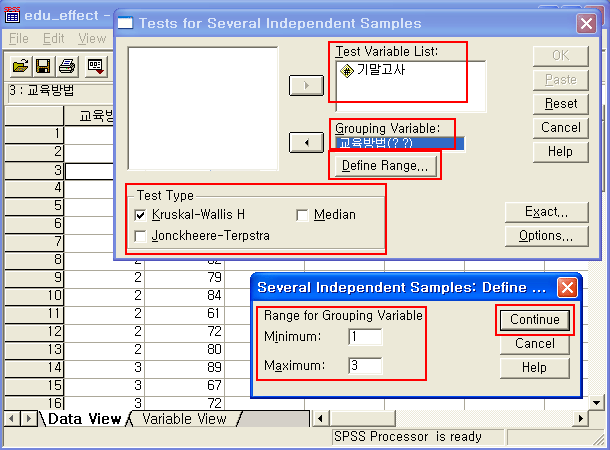 edu_effect -
Tests for Several Independent Samples
File Edit View
Test Variable List:
기말고사
OK
Paste
Reset
Cancel
Help
3 : 교육방법
Grouping Variable:
교육방법(? ?)
Define Range...
Test Type
Kruskal-Wallis H
Median
Jonckheere-Terpstra
Exact...
Options...
1
2
3
4
5
6
7
8
9 2 79
10 2 84
11 2 61
12 2 72
13 2 80
14 3 89
15 3 67
16 3 72
Several Independent Samples: Define ...
Range for Grouping Variable
Minimum: 1
Maximum: 3
Continue
Cancel
Help
Data View
Variable View
SPSS Processor is ready